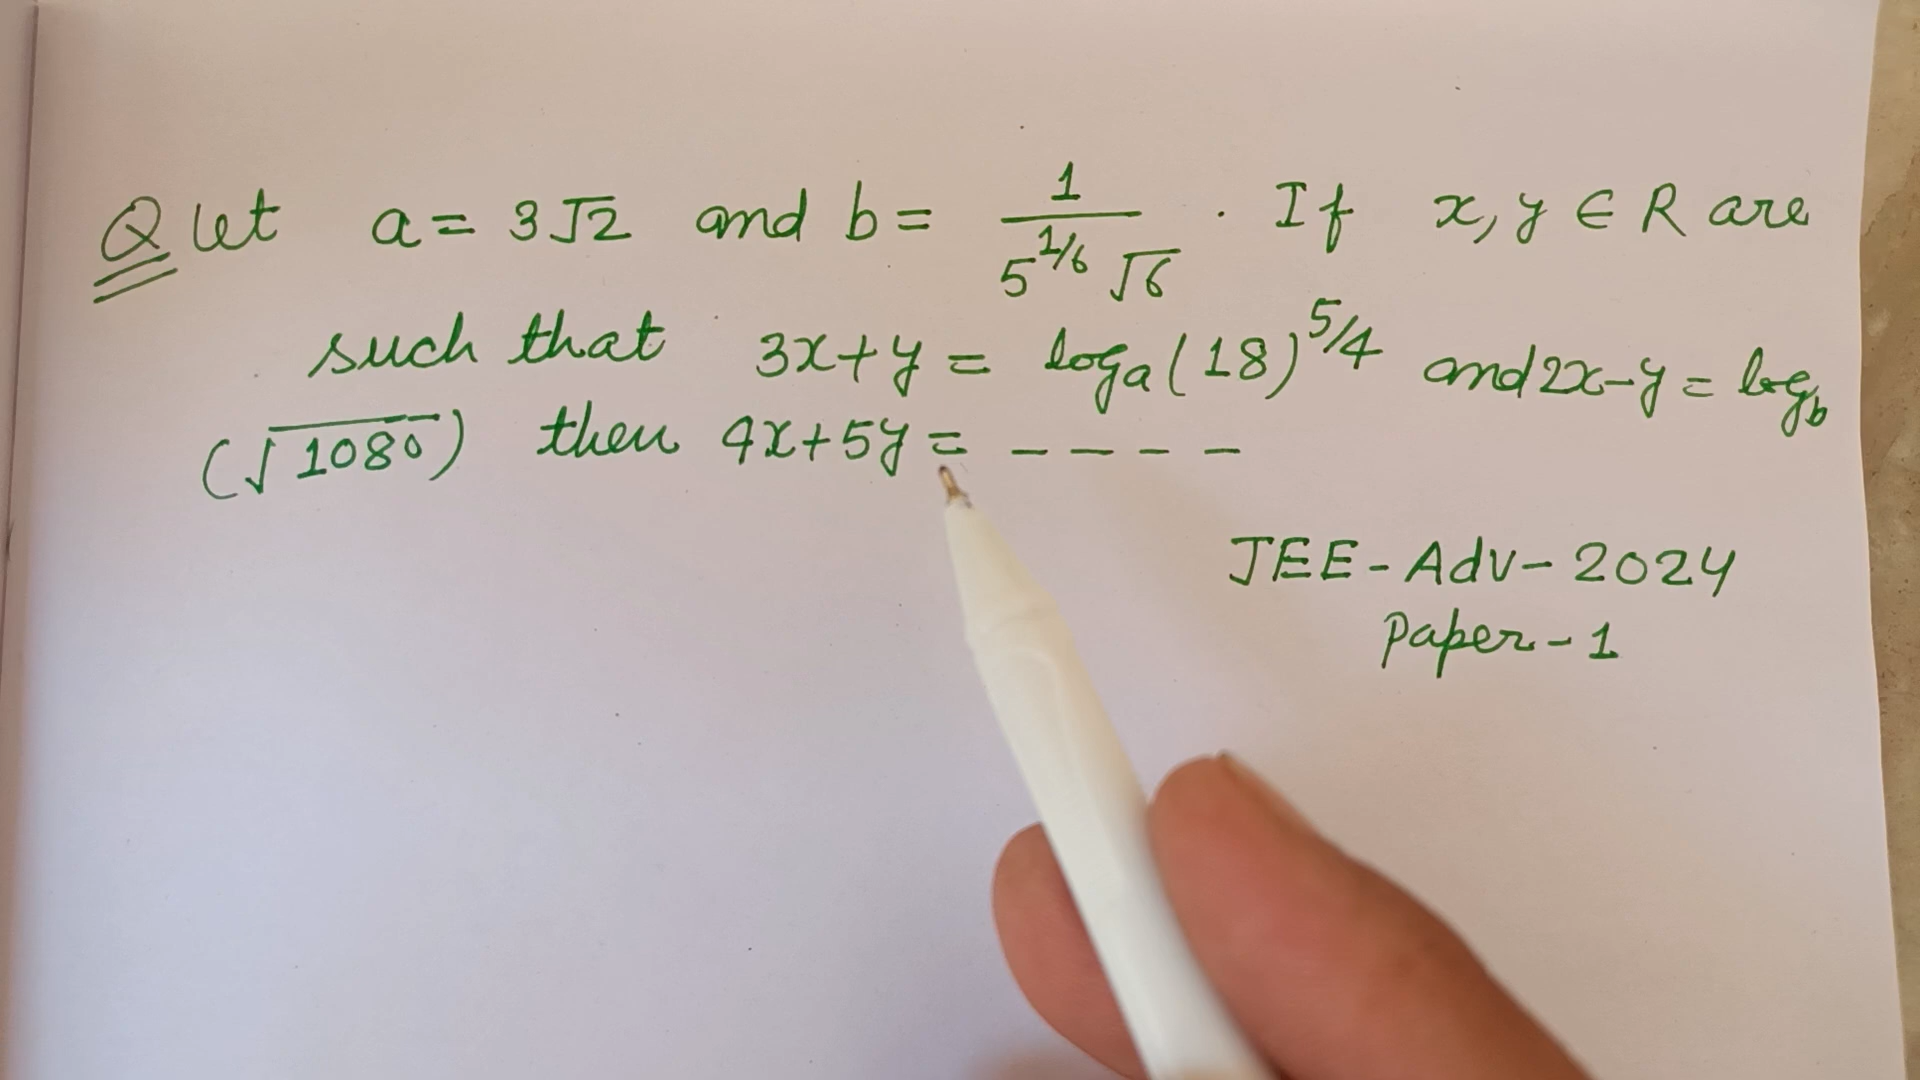 Q Let a = 3√2 and b = 1/(5^{1/6} √6) . If x, y ∈ R are
such that 3x+y = log_a (18)^{5/4} and 2x-y = log_b
(√1080) then 4x+5y = - - - -
JEE - Adv - 2024
Paper - 1